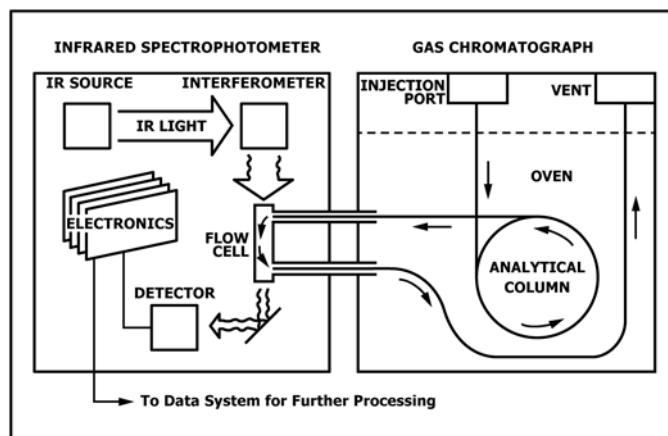 INFRARED SPECTROPHOTOMETER
IR SOURCE
INTERFEROMETER
IR LIGHT
ELECTRONICS
FLOW
CELL
DETECTOR
To Data System for Further Processing
GAS CHROMATOGRAPH
INJECTION
PORT
VENT
OVEN
ANALYTICAL
COLUMN